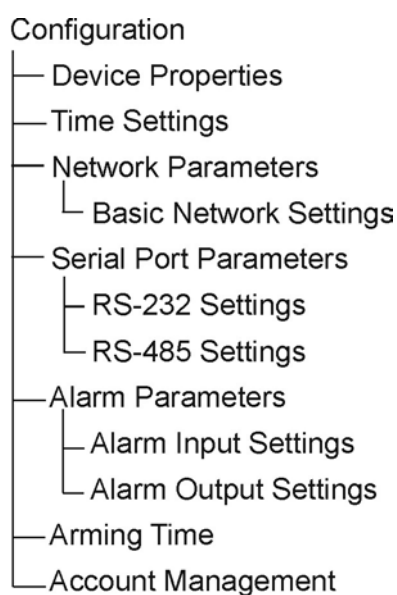 Configuration
Device Properties
Time Settings
Network Parameters
Basic Network Settings
Serial Port Parameters
RS-232 Settings
RS-485 Settings
Alarm Parameters
Alarm Input Settings
Alarm Output Settings
Arming Time
Account Management